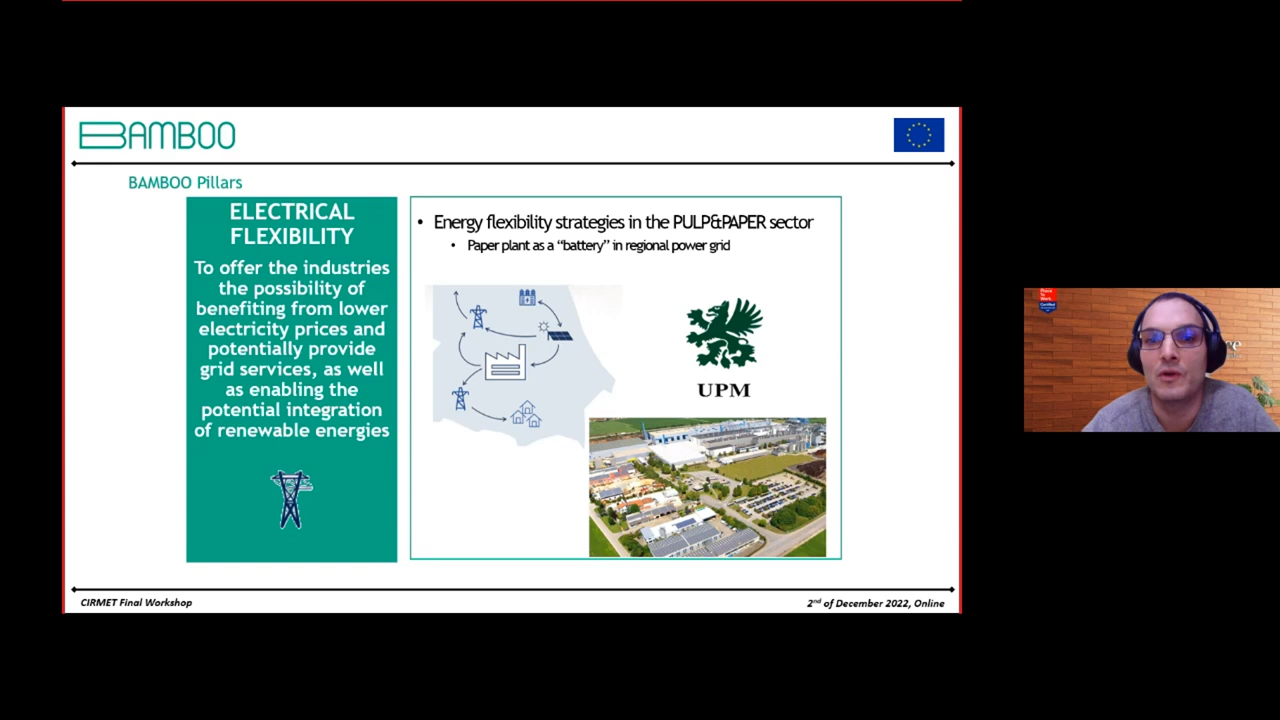 BAMBOO
BAMBOO Pillars
ELECTRICAL
FLEXIBILITY
To offer the industries
the possibility of
benefiting from lower
electricity prices and
potentially provide
grid services, as well
as enabling the
potential integration
of renewable energies
• Energy flexibility strategies in the PULP&PAPER sector
• Paper plant as a “battery” in regional power grid
UPM
CIRMET Final Workshop
2nd of December 2022, Online